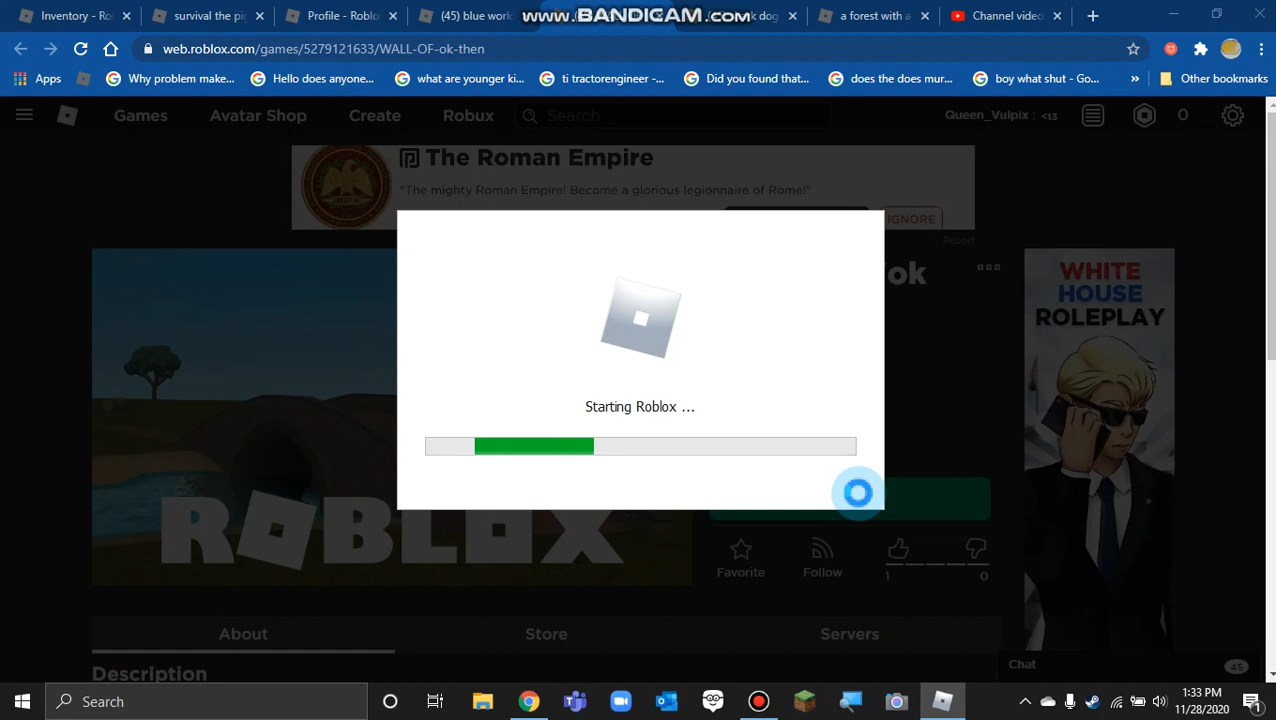 Inventory - Ro
survival the pig
Profile - Roblo
(45) blue worl
www.BANDICAM.com
k dog
a forest with a
Channel video
web.roblox.com/games/5279121633/WALL-OF-ok-then
Apps
Why problem make...
Hello does anyone...
what are younger ki...
ti tractorengineer -...
Did you found that...
does the does mur...
boy what shut - Go...
»
Other bookmarks
Games
Avatar Shop
Create
Robux
Search
Queen_Vulpix : <13
0
The Roman Empire
"The mighty Roman Empire! Become a glorious legionnaire of Rome!"
IGNORE
Report
ok
WHITE
HOUSE
ROLEPLAY
Starting Roblox ...
ROBLOX
Favorite
Follow
1
0
About
Store
Servers
Description
Chat
45
Search
1:33 PM
11/28/2020
1